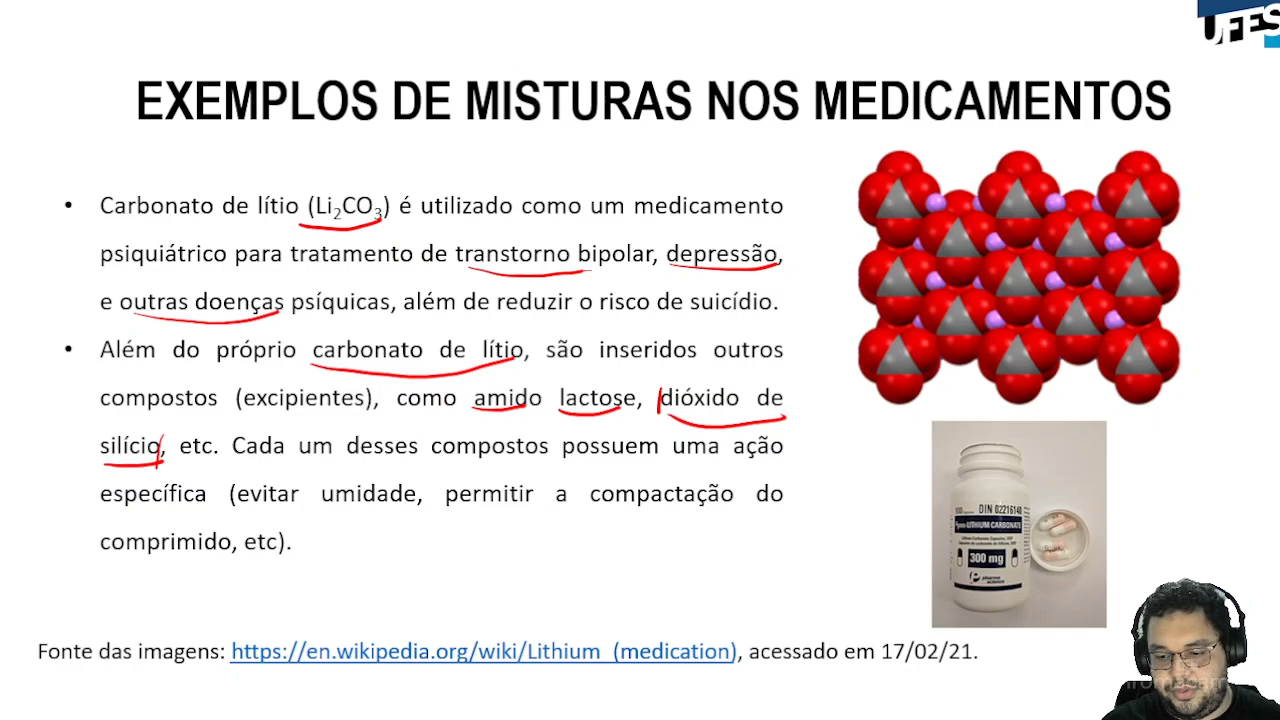 UFES
EXEMPLOS DE MISTURAS NOS MEDICAMENTOS
• Carbonato de lítio (Li₂CO₃) é utilizado como um medicamento
psiquiátrico para tratamento de transtorno bipolar, depressão,
e outras doenças psíquicas, além de reduzir o risco de suicídio.
• Além do próprio carbonato de lítio, são inseridos outros
compostos (excipientes), como amido lactose, dióxido de
silício, etc. Cada um desses compostos possuem uma ação
específica (evitar umidade, permitir a compactação do
comprimido, etc).
DIN 02216140
LITHIUM CARBONATE
300 mg
pharma
science
Fonte das imagens: https://en.wikipedia.org/wiki/Lithium_(medication), acessado em 17/02/21.